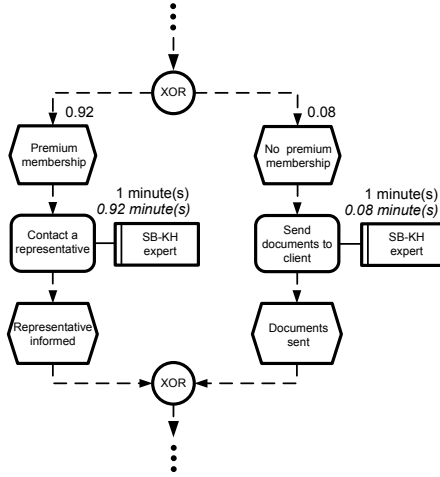 XOR
0.92
0.08
Premium
membership
No premium
membership
1 minute(s)
0.92 minute(s)
1 minute(s)
0.08 minute(s)
Contact a
representative
SB-KH
expert
Send
documents to
client
SB-KH
expert
Representative
informed
Documents
sent
XOR